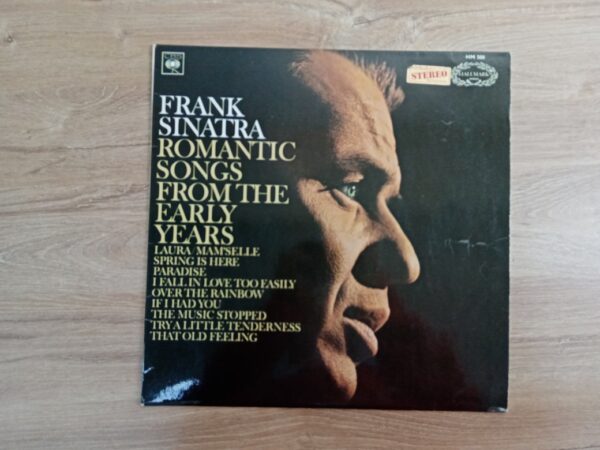 STEREO
HALLMARK
FRANK
SINATRA
ROMANTIC
SONGS
FROM THE
EARLY
YEARS
LAURA/MAM'SELLE
SPRING IS HERE
PARADISE
I FALL IN LOVE TOO EASILY
OVER THE RAINBOW
IF I HAD YOU
THE MUSIC STOPPED
TRY A LITTLE TENDERNESS
THAT OLD FEELING